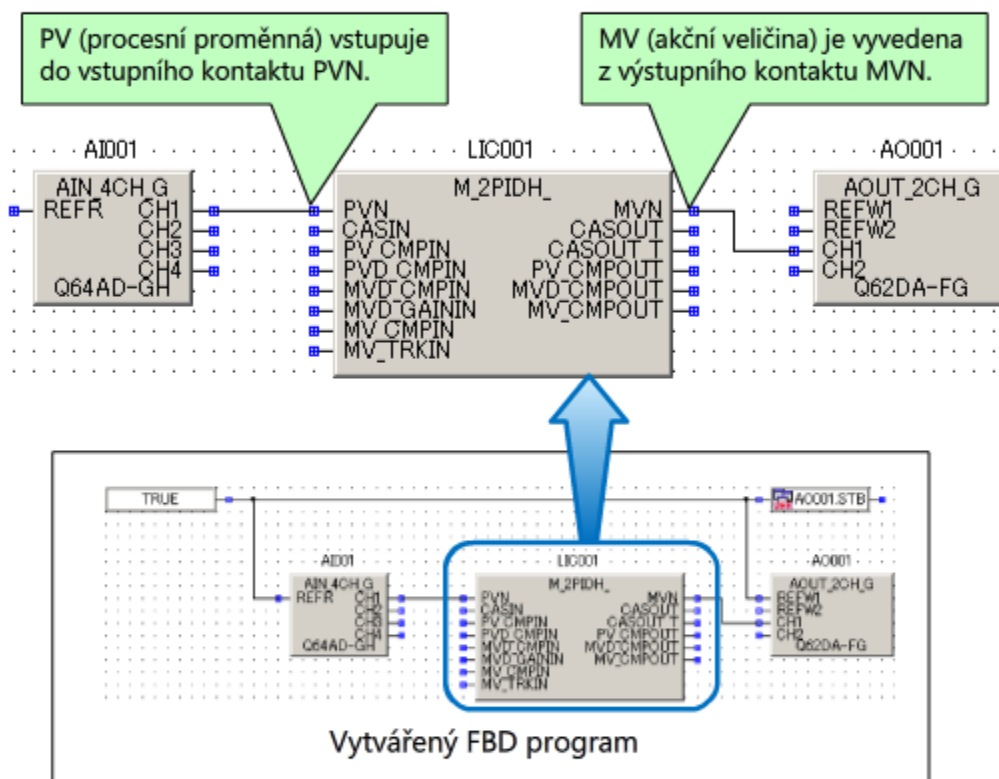 PV (procesní proměnná) vstupuje
do vstupního kontaktu PVN.
MV (akční veličina) je vyvedena
z výstupního kontaktu MVN.
AI001
AIN_4CH_G
REFR CH1
CH2
CH3
CH4
Q64AD-GH
LIC001
M_2PIDH_
PVN MVN
CASIN CASOUT
PV_CMPIN CASOUT_T
PVD_CMPIN PV_CMPOUT
MVD_CMPIN MVD_CMPOUT
MVD_GAININ MV_CMPOUT
MV_CMPIN
MV_TRKIN
AO001
AOUT_2CH_G
REFW1
REFW2
CH1
CH2
Q62DA-FG
TRUE
AO001.STB
AI001
AIN_4CH_G
REFR CH1
CH2
CH3
CH4
Q64AD-GH
LIC001
M_2PIDH_
PVN MVN
CASIN CASOUT
PV_CMPIN CASOUT_T
PVD_CMPIN PV_CMPOUT
MVD_CMPIN MVD_CMPOUT
MVD_GAININ MV_CMPOUT
MV_CMPIN
MV_TRKIN
AO001
AOUT_2CH_G
REFW1
REFW2
CH1
CH2
Q62DA-FG
Vytvářený FBD program